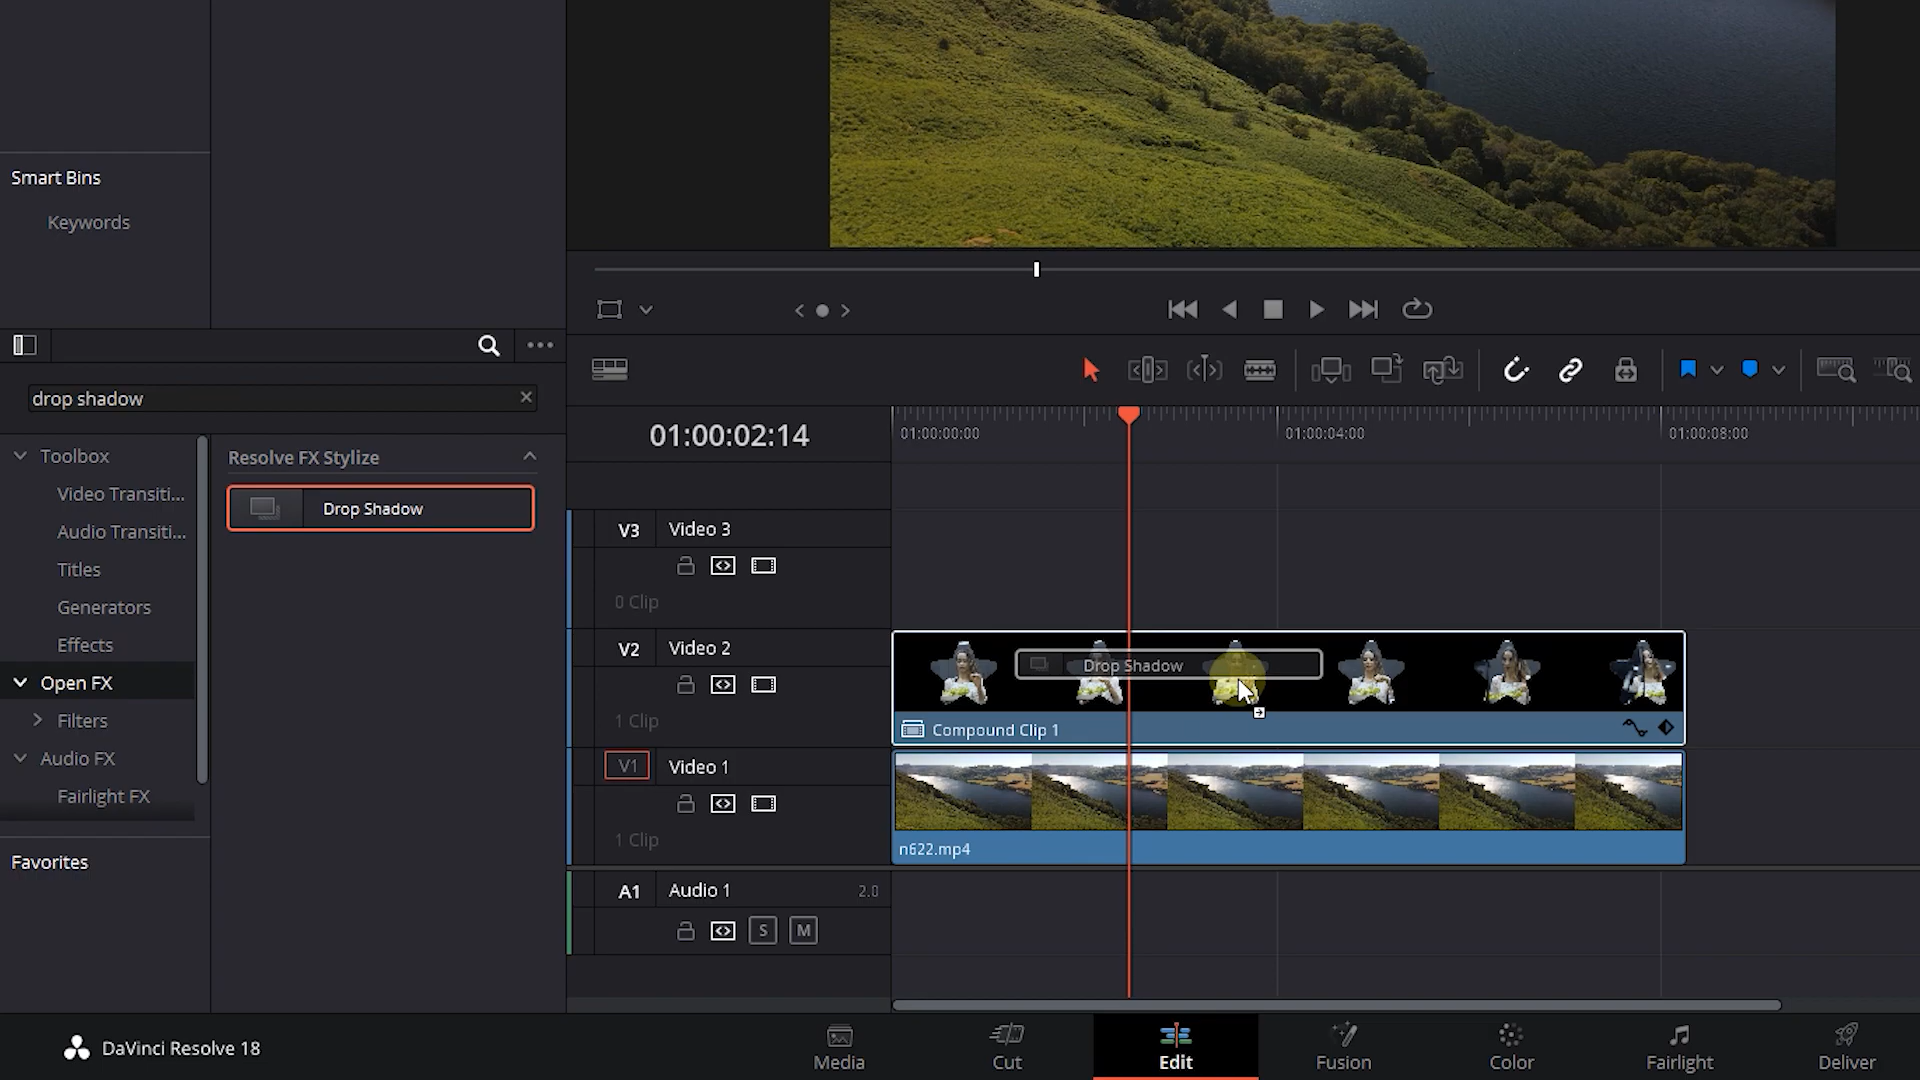 Smart Bins
Keywords
drop shadow
Toolbox
Video Transiti...
Audio Transiti...
Titles
Generators
Effects
Open FX
Filters
Audio FX
Fairlight FX
Favorites
Resolve FX Stylize
Drop Shadow
01:00:02:14
01:00:00:00
01:00:04:00
01:00:08:00
V3 Video 3
0 Clip
V2 Video 2
1 Clip
Drop Shadow
Compound Clip 1
V1 Video 1
1 Clip
n622.mp4
A1 Audio 1 2.0
S M
DaVinci Resolve 18
Media
Cut
Edit
Fusion
Color
Fairlight
Deliver